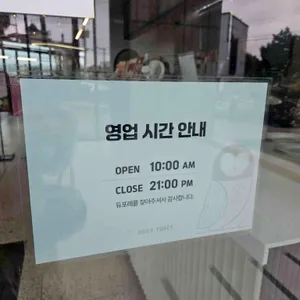 영업 시간 안내
OPEN 10:00 AM
CLOSE 21:00 PM
듀포레를 찾아주셔서 감사합니다.